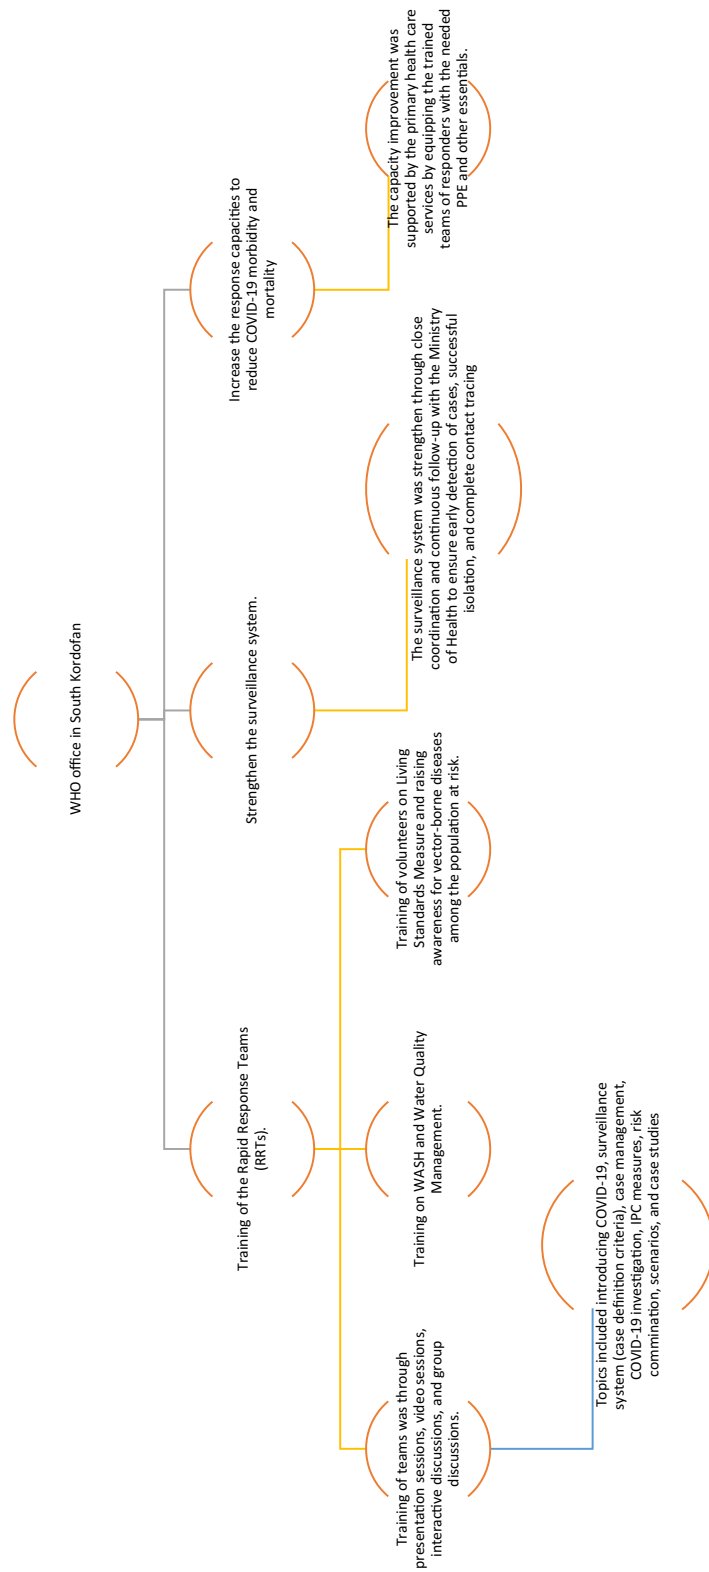 WHO office in South Kordofan
Training of the Rapid Response Teams
(RRTs).
Strengthen the surveillance system.
Increase the response capacities to
reduce COVID-19 morbidity and
mortality
Training of teams was through
presentation sessions, video sessions,
interactive discussions, and group
discussions.
Training on WASH and Water Quality
Management.
Training of volunteers on Living
Standards Measure and raising
awareness for vector-borne diseases
among the population at risk.
The surveillance system was strengthen through close
coordination and continuous follow-up with the Ministry
of Health to ensure early detection of cases, successful
isolation, and complete contact tracing
The capacity improvement was
supported by the primary health care
services by equipping the trained
teams of responders with the needed
PPE and other essentials.
Topics included introducing COVID-19, surveillance
system (case definition criteria), case management,
COVID-19 investigation, IPC measures, risk
commination, scenarios, and case studies